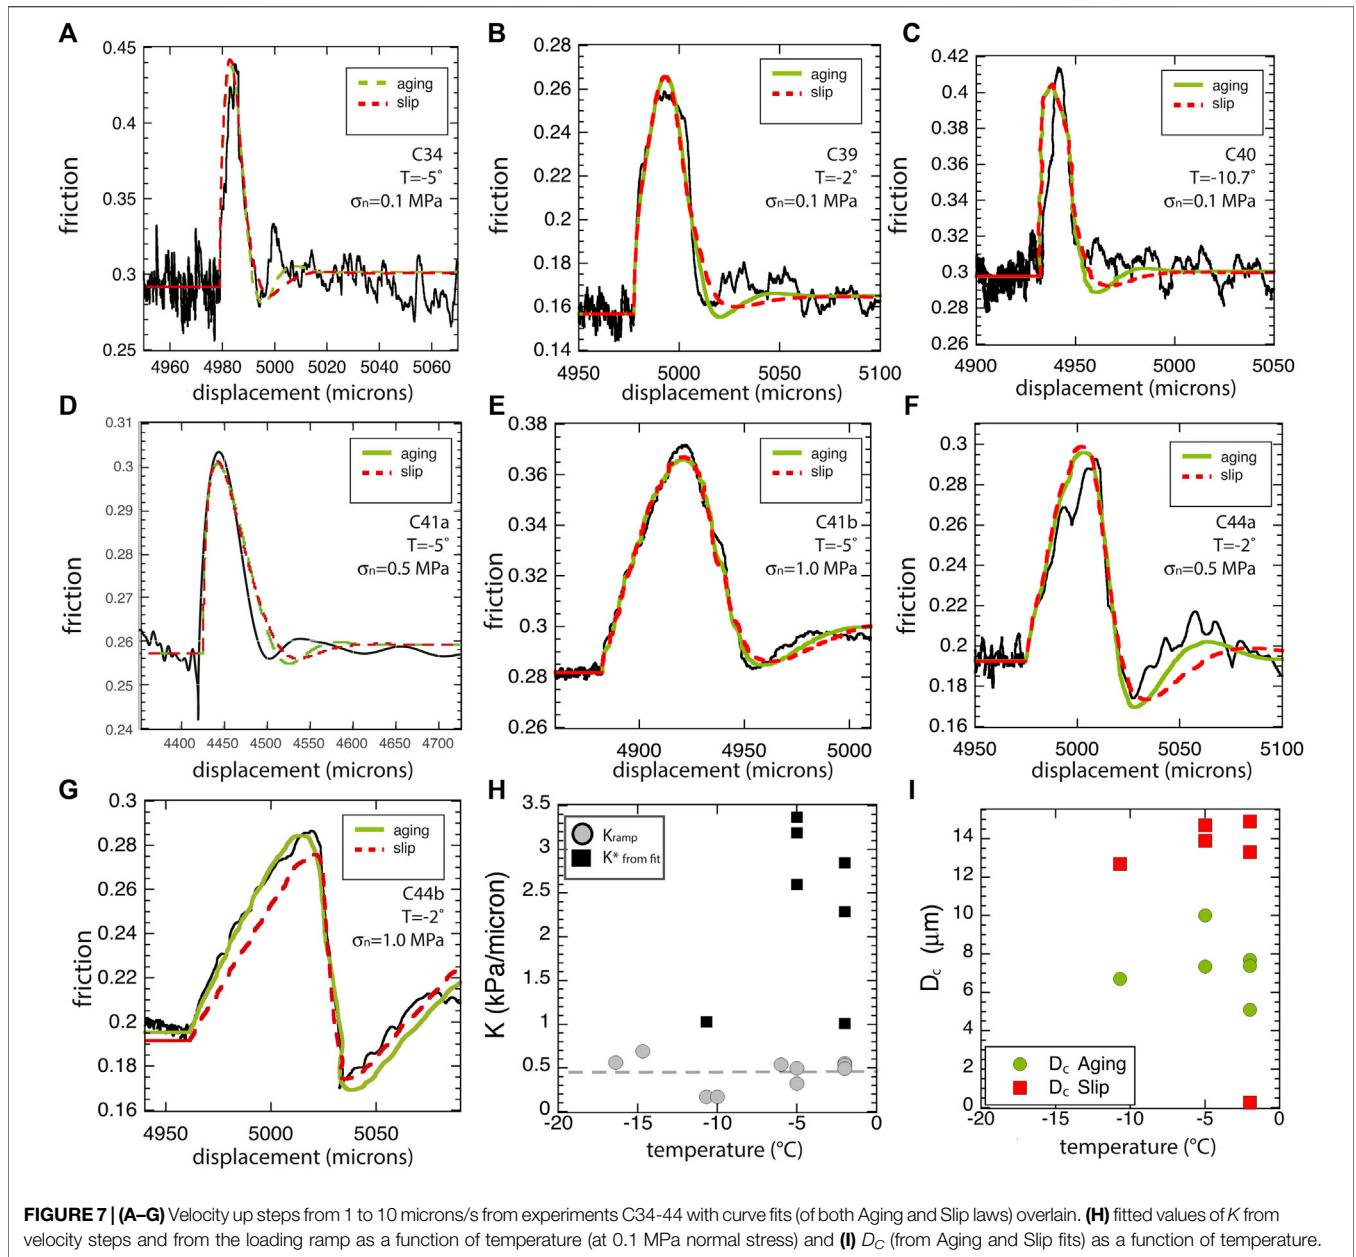 A
0.45
0.4
0.35
0.3
0.25
friction
4960 4980 5000 5020 5040 5060
displacement (microns)
aging
slip
C34
T=-5˚
σn=0.1 MPa
B
0.28
0.26
0.24
0.22
0.2
0.18
0.16
0.14
friction
4950 5000 5050 5100
displacement (microns)
aging
slip
C39
T=-2˚
σn=0.1 MPa
C
0.42
0.4
0.38
0.36
0.34
0.32
0.3
0.28
0.26
friction
4900 4950 5000 5050
displacement (microns)
aging
slip
C40
T=-10.7˚
σn=0.1 MPa
D
0.31
0.3
0.29
0.28
0.27
0.26
0.25
0.24
friction
4400 4450 4500 4550 4600 4650 4700
displacement (microns)
aging
slip
C41a
T=-5˚
σn=0.5 MPa
E
0.38
0.36
0.34
0.32
0.3
0.28
0.26
friction
4900 4950 5000
displacement (microns)
aging
slip
C41b
T=-5˚
σn=1.0 MPa
F
0.3
0.28
0.26
0.24
0.22
0.2
0.18
0.16
friction
4950 5000 5050 5100
displacement (microns)
aging
slip
C44a
T=-2˚
σn=0.5 MPa
G
0.3
0.28
0.26
0.24
0.22
0.2
0.18
0.16
friction
4950 5000 5050
displacement (microns)
aging
slip
C44b
T=-2˚
σn=1.0 MPa
H
3.5
3
2.5
2
3.5
1
0.5
0
K (kPa/micron)
-20 -15 -10 -5 0
temperature (°C)
Kramp
K* from fit
I
14
12
10
8
6
4
2
0
Dc (μm)
-20 -10 -5 0
temperature (°C)
Dc Aging
Dc Slip
FIGURE 7 | (A–G) Velocity up steps from 1 to 10 microns/s from experiments C34-44 with curve fits (of both Aging and Slip laws) overlain. (H) fitted values of K from
velocity steps and from the loading ramp as a function of temperature (at 0.1 MPa normal stress) and (I) DC (from Aging and Slip fits) as a function of temperature.